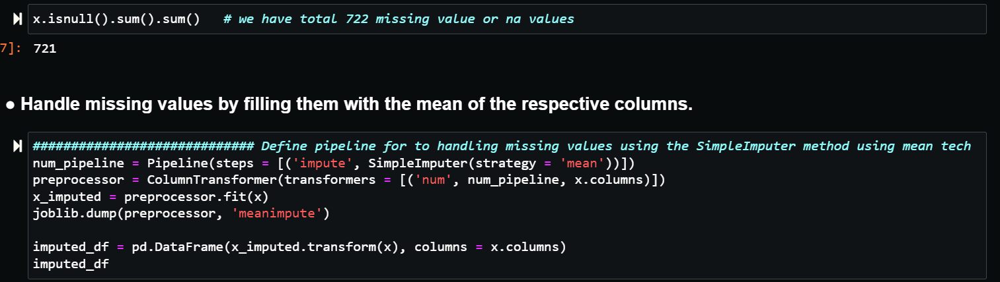 x.isnull().sum().sum()   # we have total 722 missing value or na values
7]: 721
● Handle missing values by filling them with the mean of the respective columns.
############################# Define pipeline for to handling missing values using the SimpleImputer method using mean tech
num_pipeline = Pipeline(steps = [('impute', SimpleImputer(strategy = 'mean'))])
preprocessor = ColumnTransformer(transformers = [('num', num_pipeline, x.columns)])
x_imputed = preprocessor.fit(x)
joblib.dump(preprocessor, 'meanimpute')
imputed_df = pd.DataFrame(x_imputed.transform(x), columns = x.columns)
imputed_df